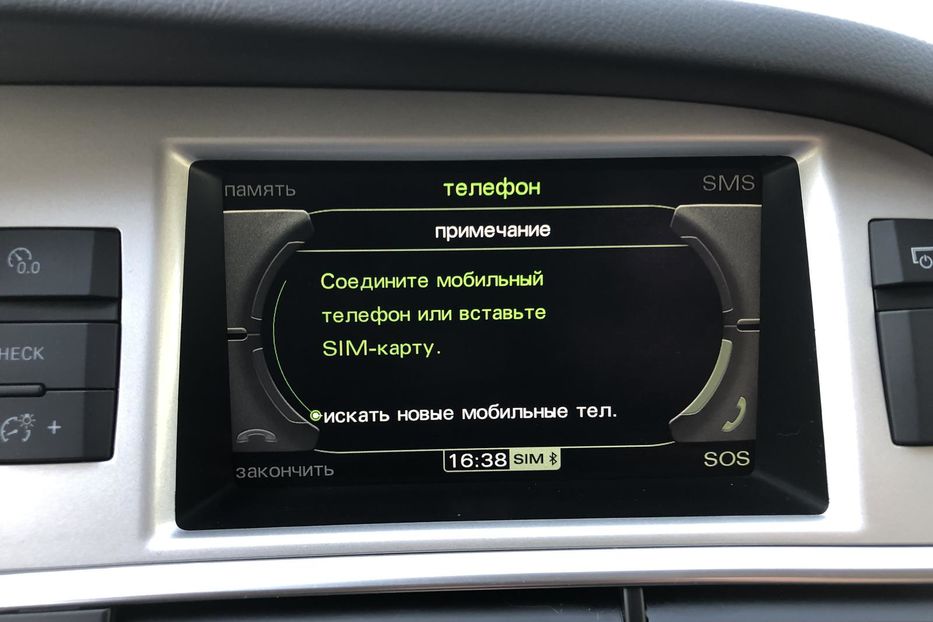 память
телефон
SMS
примечание
Соедините мобильный
телефон или вставьте
SIM-карту.
искать новые мобильные тел.
закончить
16:38 SIM
SOS
0.0
HECK
+